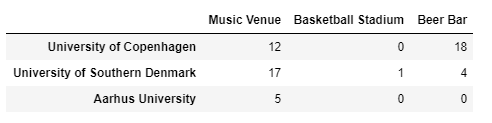 Music Venue Basketball Stadium Beer Bar
University of Copenhagen 12 0 18
University of Southern Denmark 17 1 4
Aarhus University 5 0 0